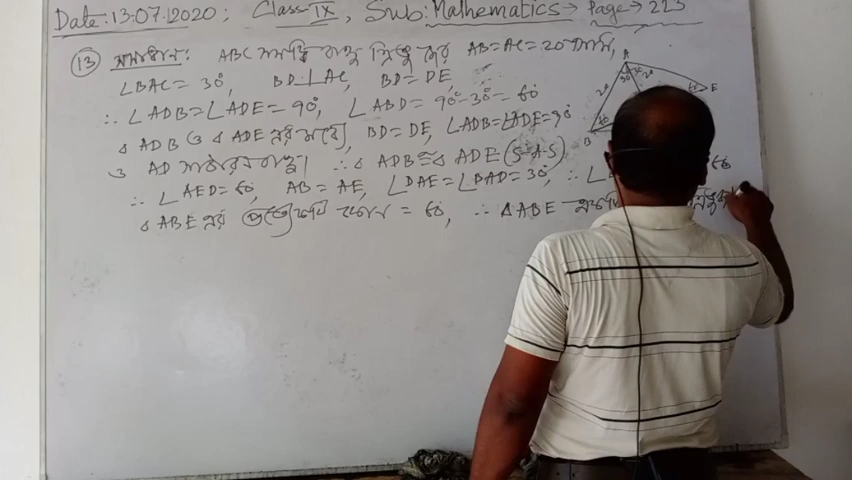 Date: 13.07.2020; Class-IX, Sub: Mathematics → Page → 223
(13) সমাধান: ABC সমদ্বিবাহু ত্রিভুজের AB=AC=20 সেমি,
∠BAC = 30°, BD⊥AC, BD = DE,
∴ ∠ADB = ∠ADE = 90°, ∠ABD = 90°-30° = 60°
Δ ADB ও Δ ADE এর মধ্যে, BD = DE, ∠ADB = ∠ADE = 90°
ও AD সাধারন বাহু। ∴ Δ ADB ≅ Δ ADE (S-A-S)
∴ ∠AED = 60°, AB = AE, ∠DAE = ∠BAD = 30°, ∴ ∠ 60°
Δ ABE এর প্রত্যেকটি কোন = 60°, ∴ Δ ABE
A
E
B